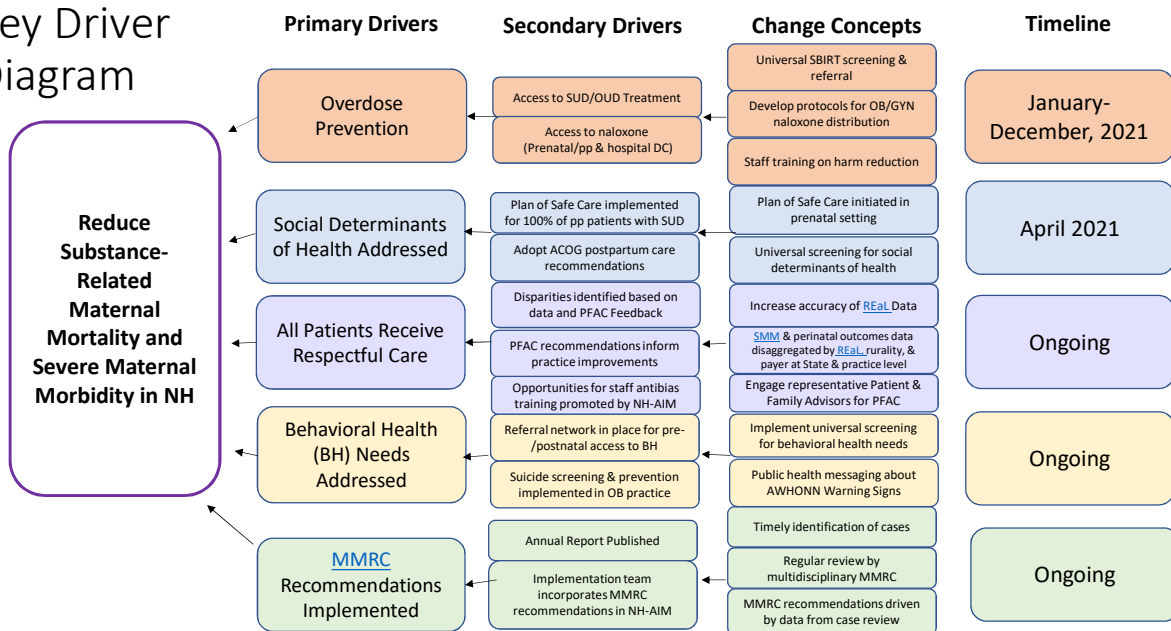 ey Driver
Diagram
Primary Drivers
Secondary Drivers
Change Concepts
Timeline
Reduce
Substance-
Related
Maternal
Mortality and
Severe Maternal
Morbidity in NH
Overdose
Prevention
Access to SUD/OUD Treatment
Access to naloxone
(Prenatal/pp & hospital DC)
Universal SBIRT screening &
referral
Develop protocols for OB/GYN
naloxone distribution
Staff training on harm reduction
January-
December, 2021
Social Determinants
of Health Addressed
Plan of Safe Care implemented
for 100% of pp patients with SUD
Adopt ACOG postpartum care
recommendations
Plan of Safe Care initiated in
prenatal setting
Universal screening for social
determinants of health
April 2021
All Patients Receive
Respectful Care
Disparities identified based on
data and PFAC Feedback
PFAC recommendations inform
practice improvements
Opportunities for staff antibias
training promoted by NH-AIM
Increase accuracy of REaL Data
SMM & perinatal outcomes data
disaggregated by REaL, rurality, &
payer at State & practice level
Engage representative Patient &
Family Advisors for PFAC
Ongoing
Behavioral Health
(BH) Needs
Addressed
Referral network in place for pre-
/postnatal access to BH
Suicide screening & prevention
implemented in OB practice
Implement universal screening
for behavioral health needs
Public health messaging about
AWHONN Warning Signs
Ongoing
MMRC
Recommendations
Implemented
Annual Report Published
Implementation team
incorporates MMRC
recommendations in NH-AIM
Timely identification of cases
Regular review by
multidisciplinary MMRC
MMRC recommendations driven
by data from case review
Ongoing